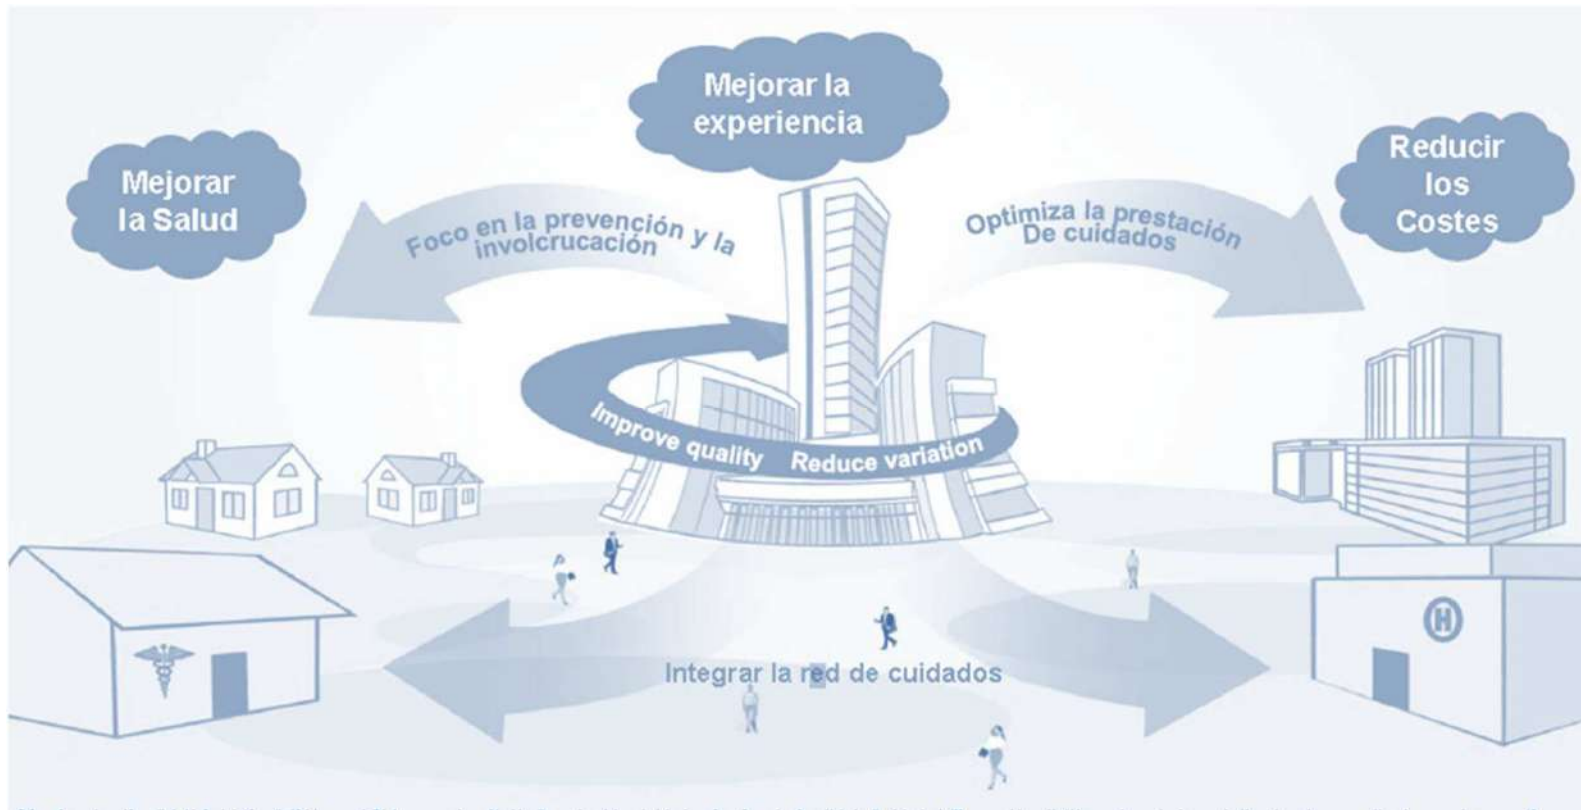 Mejorar la
experiencia
Mejorar
la Salud
Reducir
los
Costes
Foco en la prevención y la
involcrucación
Optimiza la prestación
De cuidados
Improve quality Reduce variation
Integrar la red de cuidados
H